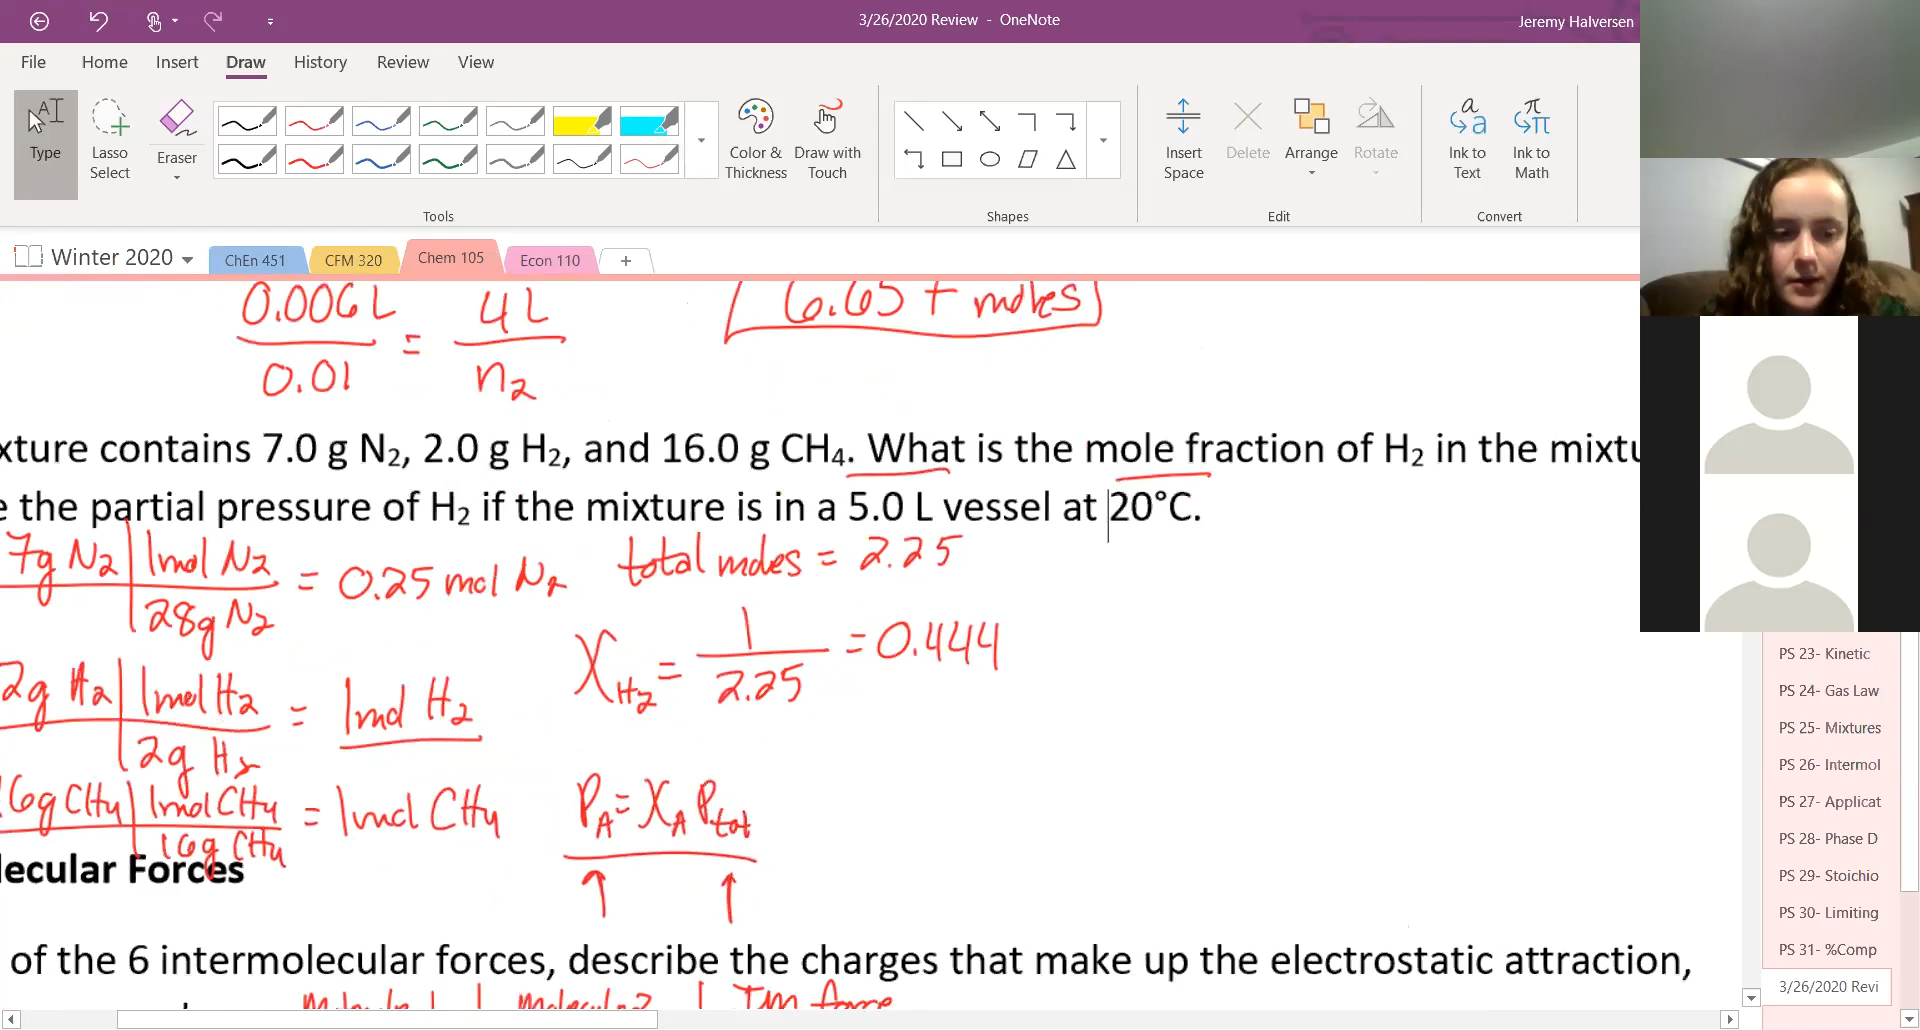 3/26/2020 Review - OneNote
Jeremy Halversen
File Home Insert Draw History Review View
Type
Lasso Select
Eraser
Color & Thickness
Draw with Touch
Insert Space
Delete
Arrange
Rotate
Ink to Text
Ink to Math
Tools
Shapes
Edit
Convert
Winter 2020
ChEn 451
CFM 320
Chem 105
Econ 110
+
0.006L / 0.01 = 4L / n₂
6.65 + moles
xture contains 7.0 g N₂, 2.0 g H₂, and 16.0 g CH₄. What is the mole fraction of H₂ in the mixtu
e the partial pressure of H₂ if the mixture is in a 5.0 L vessel at 20°C.
7g N₂ | 1mol N₂ / 28g N₂ = 0.25 mol N₂
total moles = 2.25
X_H₂ = 1 / 2.25 = 0.444
2g H₂ | 1mol H₂ / 2g H₂ = 1mol H₂
16g CH₄ | 1mol CH₄ / 16g CH₄ = 1mol CH₄
P_A = X_A P_tot
lecular Forces
of the 6 intermolecular forces, describe the charges that make up the electrostatic attraction,
IM force
PS 23- Kinetic
PS 24- Gas Law
PS 25- Mixtures
PS 26- Intermol
PS 27- Applicat
PS 28- Phase D
PS 29- Stoichio
PS 30- Limiting
PS 31- %Comp
3/26/2020 Revi